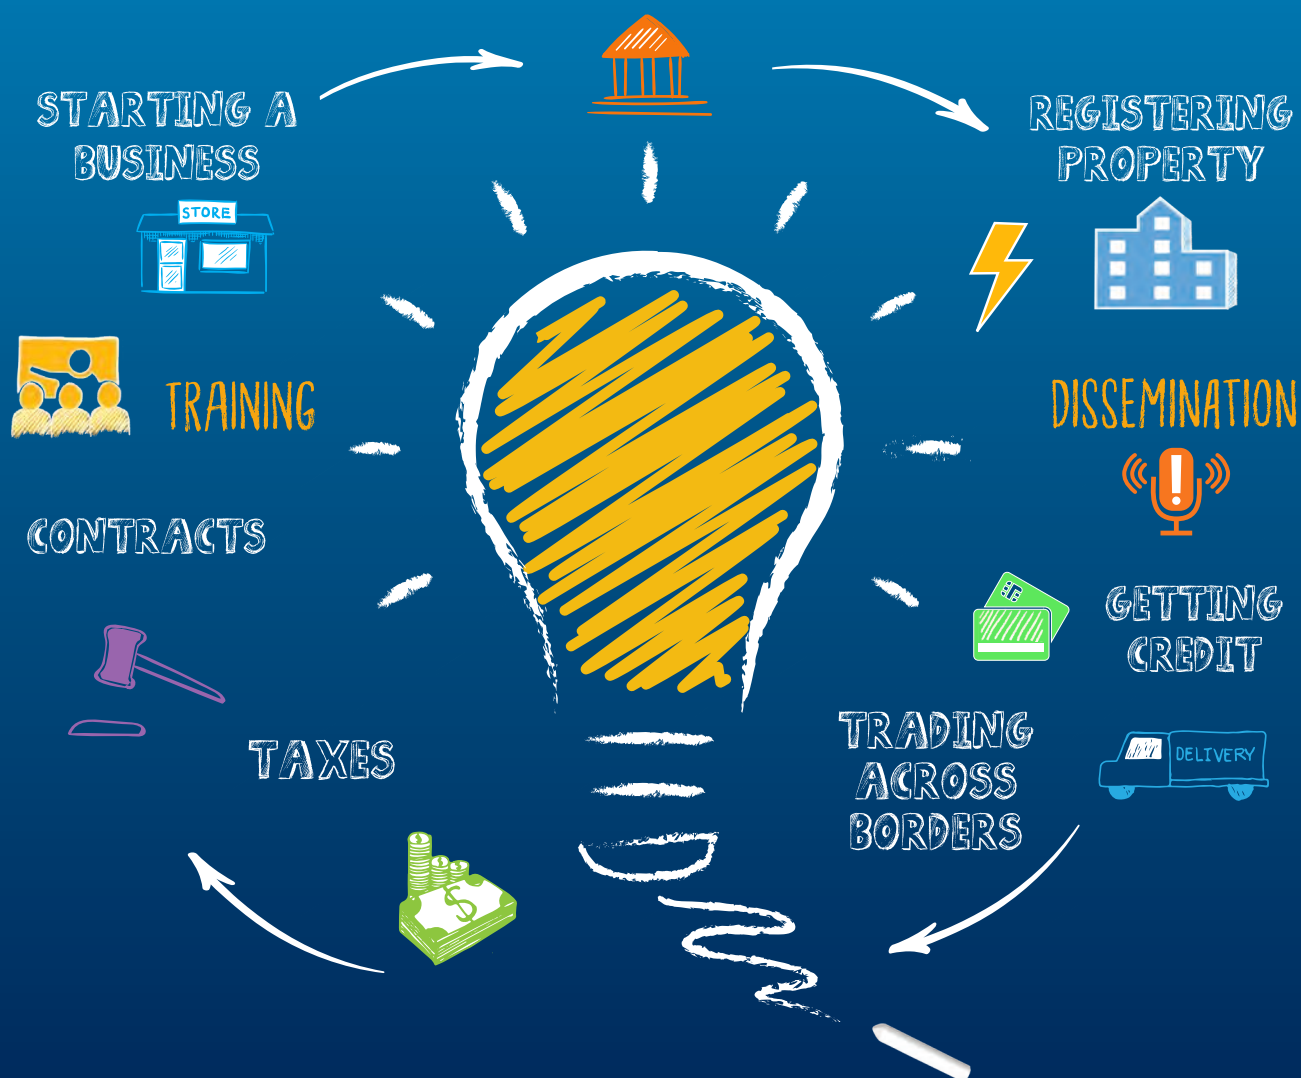 STARTING A
BUSINESS
STORE
REGISTERING
PROPERTY
TRAINING
DISSEMINATION
CONTRACTS
GETTING
CREDIT
TAXES
TRADING
ACROSS
BORDERS
DELIVERY